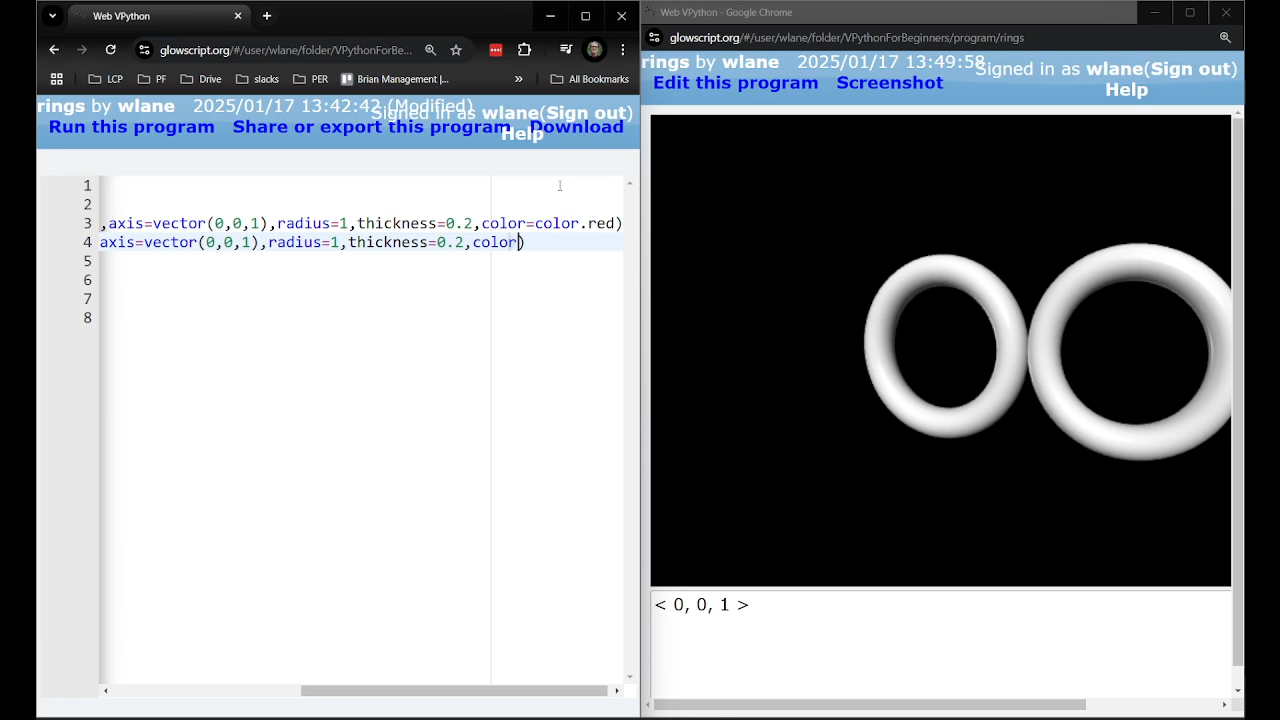 Web VPython
glowscript.org/#/user/wlane/folder/VPythonForBe...
LCP PF Drive slacks PER Brian Management |... » All Bookmarks
rings by wlane 2025/01/17 13:42:42 (Modified)
Signed in as wlane(Sign out)
Run this program Share or export this program Download
Help
1
2
3 ,axis=vector(0,0,1),radius=1,thickness=0.2,color=color.red)
4 axis=vector(0,0,1),radius=1,thickness=0.2,color)
5
6
7
8
Web VPython - Google Chrome
glowscript.org/#/user/wlane/folder/VPythonForBeginners/program/rings
rings by wlane 2025/01/17 13:49:58
Signed in as wlane(Sign out)
Edit this program Screenshot
Help
< 0, 0, 1 >